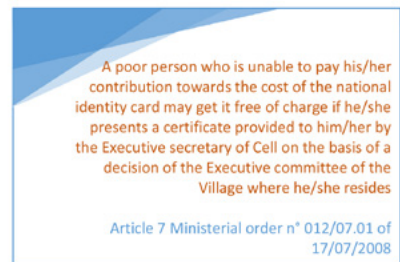 A poor person who is unable to pay his/her
contribution towards the cost of the national
identity card may get it free of charge if he/she
presents a certificate provided to him/her by
the Executive secretary of Cell on the basis of a
decision of the Executive committee of the
Village where he/she resides
Article 7 Ministerial order n° 012/07.01 of
17/07/2008